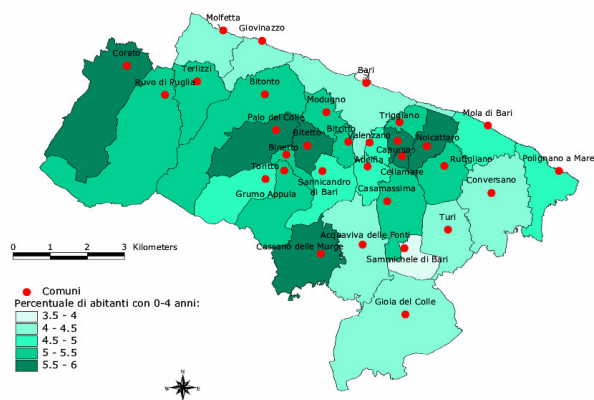 Molfetta
Giovinazzo
Corato
Terlizzi
Bari
Ruvo di Puglia
Bitonto
Modugno
Mola di Bari
Triggiano
Palo del Colle
Bitetto
Bitritto
Valenzano
Noicattaro
Binetto
Capurso
Adelfia
Rutigliano
Polignano a Mare
Toritto
Cellamare
Sannicandro
di Bari
Grumo Appula
Casamassima
Conversano
Turi
Acquaviva delle Fonti
Cassano delle Murge
Sammichele di Bari
Gioia del Colle
0 1 2 3 Kilometers
Comuni
Percentuale di abitanti con 0-4 anni:
3.5 - 4
4 - 4.5
4.5 - 5
5 - 5.5
5.5 - 6
N
W E
S